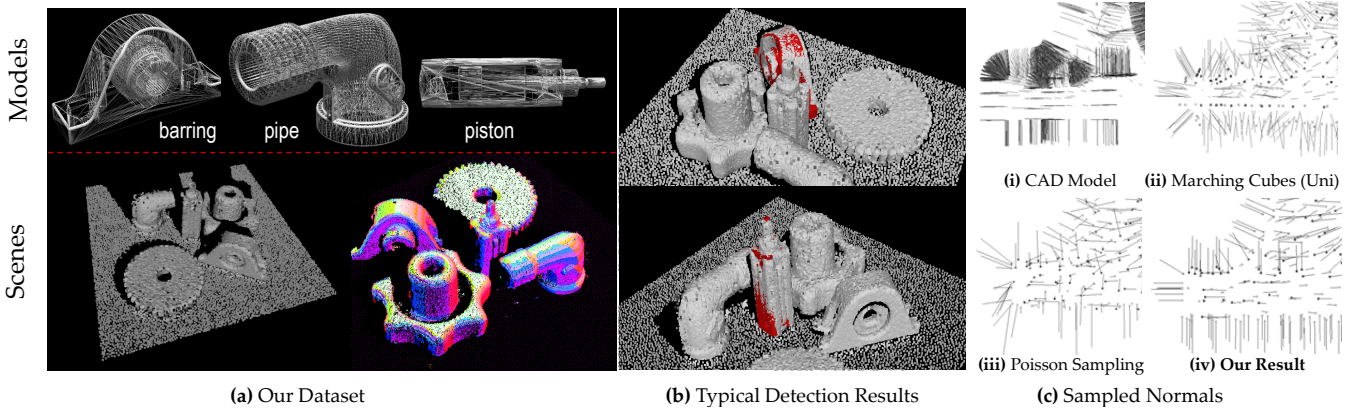 Models
barring
pipe
piston
Scenes
(i) CAD Model
(ii) Marching Cubes (Uni)
(iii) Poisson Sampling
(iv) Our Result
(a) Our Dataset
(b) Typical Detection Results
(c) Sampled Normals